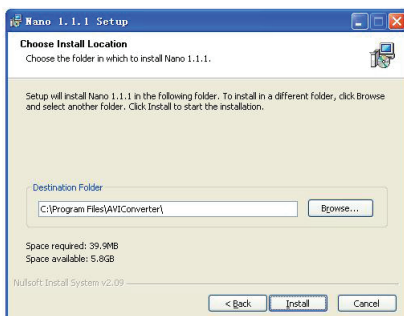 Nano 1.1.1 Setup
Choose Install Location
Choose the folder in which to install Nano 1.1.1.
Setup will install Nano 1.1.1 in the following folder. To install in a different folder, click Browse
and select another folder. Click Install to start the installation.
Destination Folder
C:\Program Files\AVIConverter\
Browse...
Space required: 39.9MB
Space available: 5.8GB
Nullsoft Install System v2.09
< Back
Install
Cancel